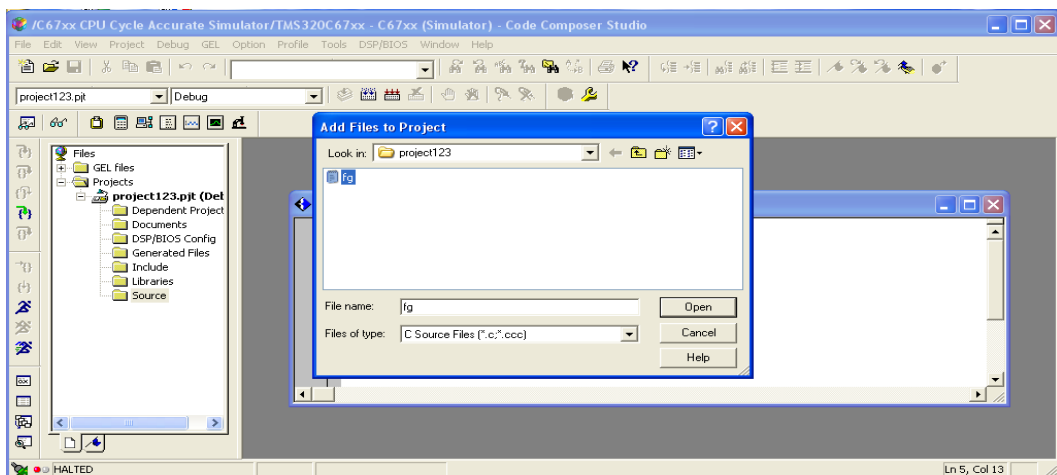 /C67xx CPU Cycle Accurate Simulator/TMS320C67xx - C67xx (Simulator) - Code Composer Studio
File Edit View Project Debug GEL Option Profile Tools DSP/BIOS Window Help
project123.pjt Debug
Files
GEL files
Projects
project123.pjt (Det
Dependent Project
Documents
DSP/BIOS Config
Generated Files
Include
Libraries
Source
Add Files to Project
Look in: project123
fg
File name: fg Open
Files of type: C Source Files (*.c;*.ccc) Cancel
Help
HALTED Ln 5, Col 13